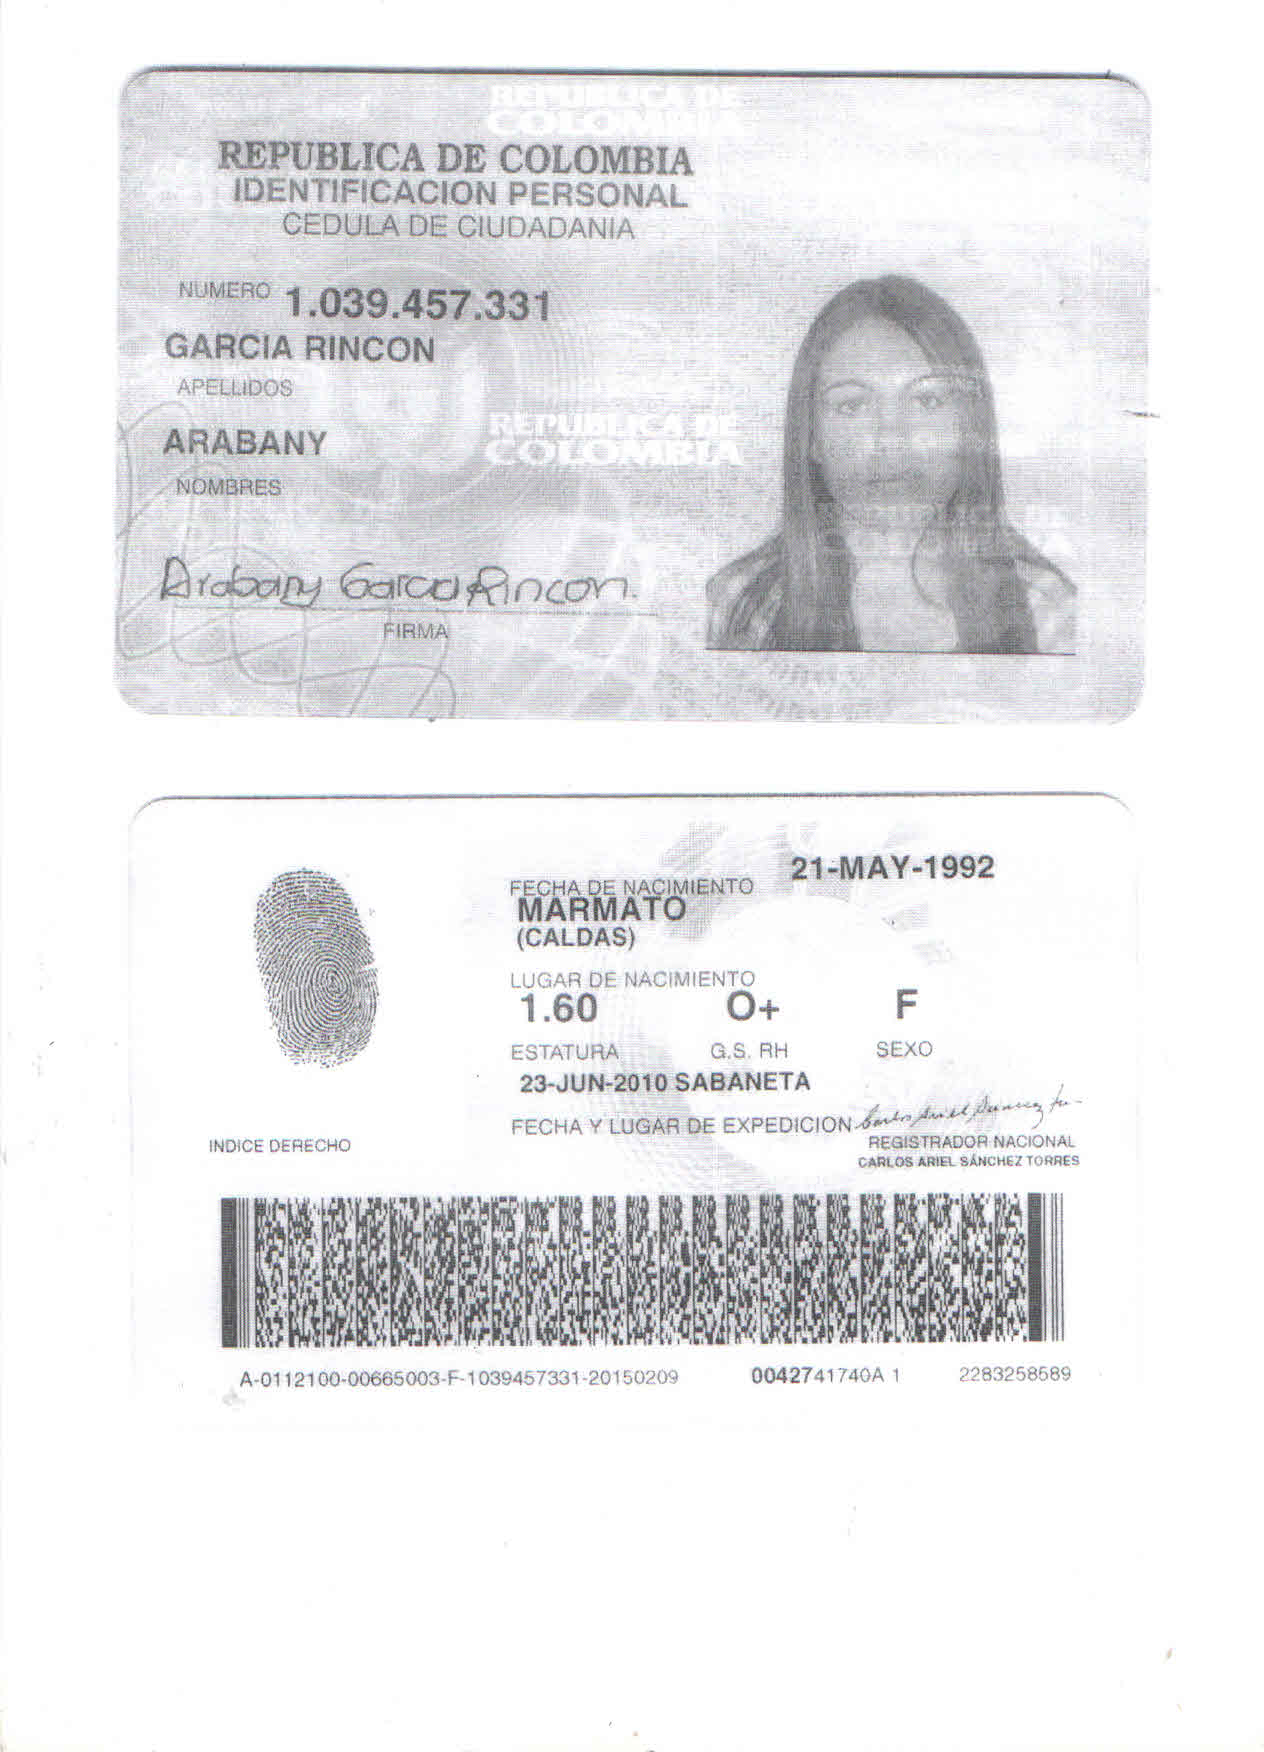 REPUBLICA DE COLOMBIA
REPUBLICA DE COLOMBIA
IDENTIFICACION PERSONAL
CEDULA DE CIUDADANIA
NUMERO 1.039.457.331
GARCIA RINCON
APELLIDOS
REPUBLICA DE
COLOMBIA
ARABANY
NOMBRES
Arabany Garcia Rincon.
FIRMA
21-MAY-1992
FECHA DE NACIMIENTO
MARMATO
(CALDAS)
LUGAR DE NACIMIENTO
1.60 O+ F
ESTATURA G.S. RH SEXO
23-JUN-2010 SABANETA
FECHA Y LUGAR DE EXPEDICION
INDICE DERECHO
REGISTRADOR NACIONAL
CARLOS ARIEL SÁNCHEZ TORRES
A-0112100-00665003-F-1039457331-20150209 0042741740A 1 2283258589